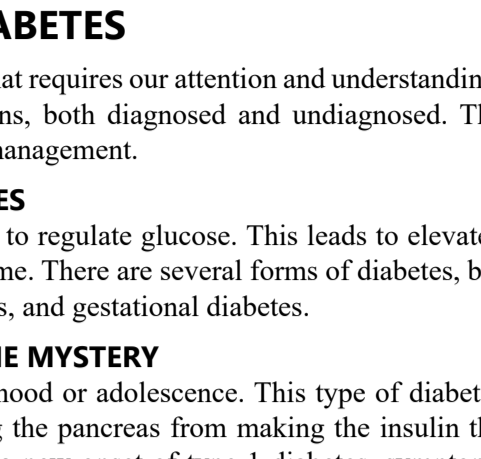 ABETES
at requires our attention and understandin
ns, both diagnosed and undiagnosed. Th
management.
ES
to regulate glucose. This leads to elevate
me. There are several forms of diabetes, b
s, and gestational diabetes.
E MYSTERY
hood or adolescence. This type of diabet
g the pancreas from making the insulin th